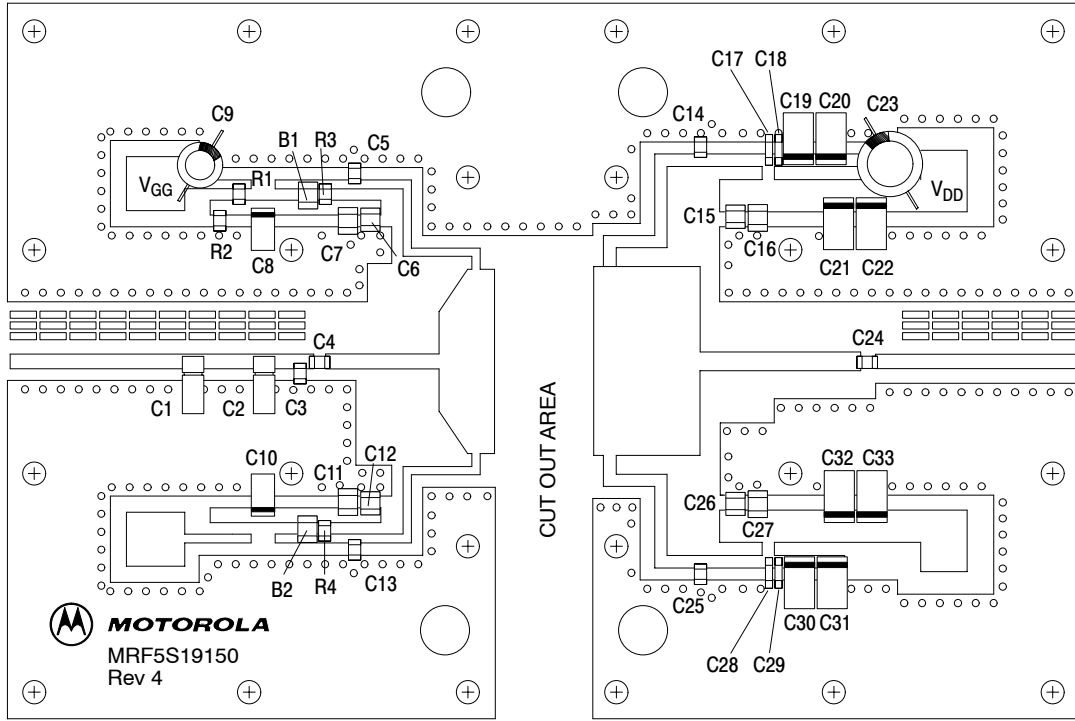 C17 C18
C19 C20 C23
C9 C14
B1 R3 C5
R1
VGG VDD
C15
R2 C8 C7 C6 C16
C21 C22
C4 C24
C1 C2 C3
CUT OUT AREA
C10 C11 C12 C32 C33
C26 C27
B2 R4 C13 C25
C30 C31
C28 C29
MOTOROLA
MRF5S19150
Rev 4